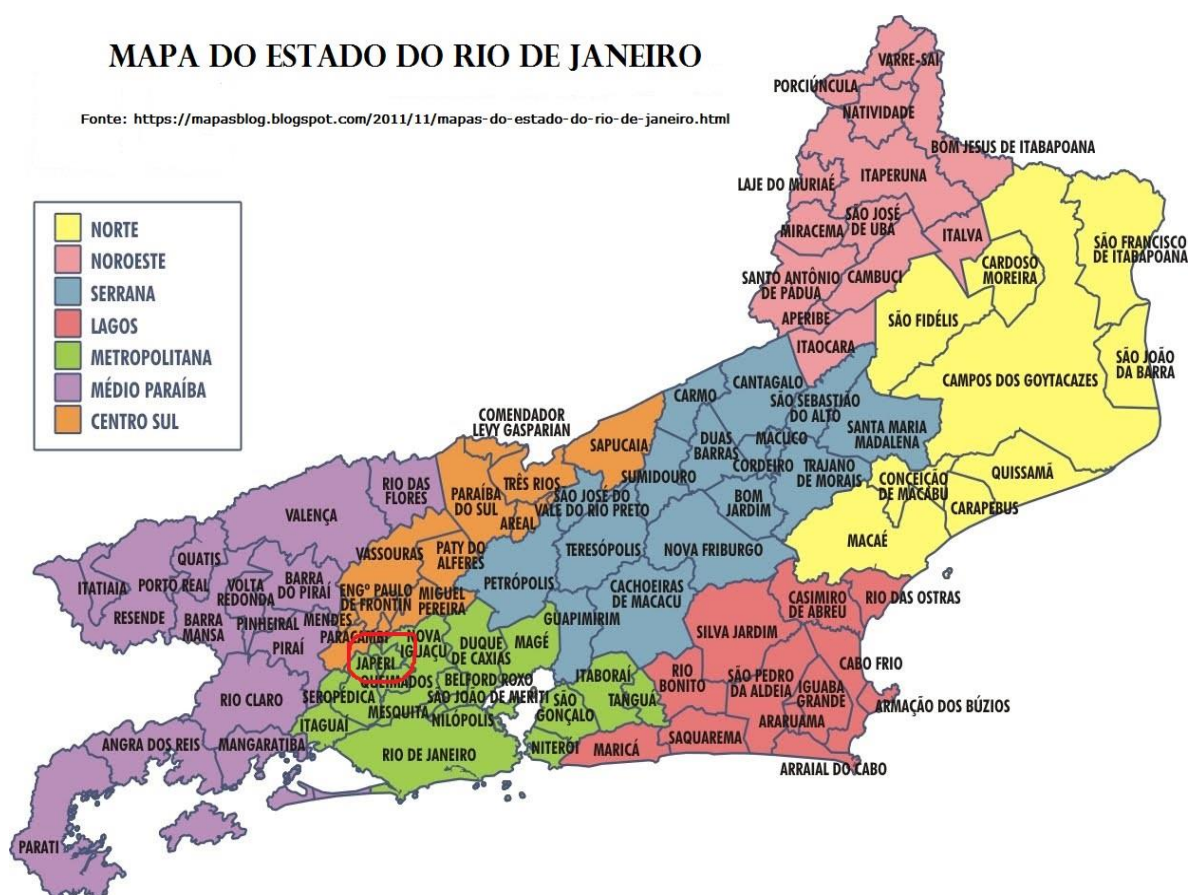 MAPA DO ESTADO DO RIO DE JANEIRO
Fonte: https://mapasblog.blogspot.com/2011/11/mapas-do-estado-do-rio-de-janeiro.html
NORTE
NOROESTE
SERRANA
LAGOS
METROPOLITANA
MÉDIO PARAÍBA
CENTRO SUL
VARRE-SAI
PORCIÚNCULA
NATIVIDADE
BOM JESUS DE ITABAPOANA
ITAPERUNA
LAJE DO MURIAÉ
SÃO JOSÉ
DE UBÁ
MIRACEMA
ITALVA
SÃO FRANCISCO
DE ITABAPOANA
CARDOSO
MOREIRA
SANTO ANTÔNIO
DE PÁDUA
CAMBUCI
APERIBE
SÃO FIDÉLIS
ITAOCARA
SÃO JOÃO
DA BARRA
CAMPOS DOS GOYTACAZES
CANTAGALO
CARMO
SÃO SEBASTIÃO
DO ALTO
COMENDADOR
LEVY GASPARIAN
SAPUCAIA
SANTA MARIA
MADALENA
DUAS
BARRAS
MACUCO
CORDEIRO
TRAJANO
DE MORAIS
SUMIDOURO
CONCEIÇÃO
DE MACABÚ
QUISSAMÃ
CARAPEBUS
RIO DAS
FLORES
PARAÍBA
DO SUL
TRÊS RIOS
SÃO JOSÉ DO
VALE DO RIO PRETO
BOM
JARDIM
VALENÇA
AREAL
MACAÉ
VASSOURAS
PATY DO
ALFERES
TERESÓPOLIS
NOVA FRIBURGO
QUATIS
ITATIAIA
PORTO REAL
VOLTA
REDONDA
BARRA
DO PIRAÍ
ENGº PAULO
DE FRONTIN
MIGUEL
PEREIRA
PETRÓPOLIS
CACHOEIRAS
DE MACACU
CASIMIRO
DE ABREU
RIO DAS OSTRAS
RESENDE
BARRA
MANSA
PINHEIRAL
MENDES
GUAPIMIRIM
SILVA JARDIM
PIRAÍ
PARACAMBI
NOVA
IGUAÇU
DUQUE
DE CAXIAS
MAGÉ
JAPERI
CABO FRIO
RIO
BONITO
SÃO PEDRO
DA ALDEIA
IGUABA
GRANDE
ITABORAÍ
QUEIMADOS
BELFORD ROXO
RIO CLARO
SEROPÉDICA
SÃO JOÃO DE MERITI
SÃO
GONÇALO
TANGUÁ
ARMAÇÃO DOS BÚZIOS
MESQUITA
NILÓPOLIS
ITAGUAÍ
ARARUAMA
SAQUAREMA
ANGRA DOS REIS
MANGARATIBA
RIO DE JANEIRO
NITERÓI
MARICÁ
ARRAIAL DO CABO
PARATI